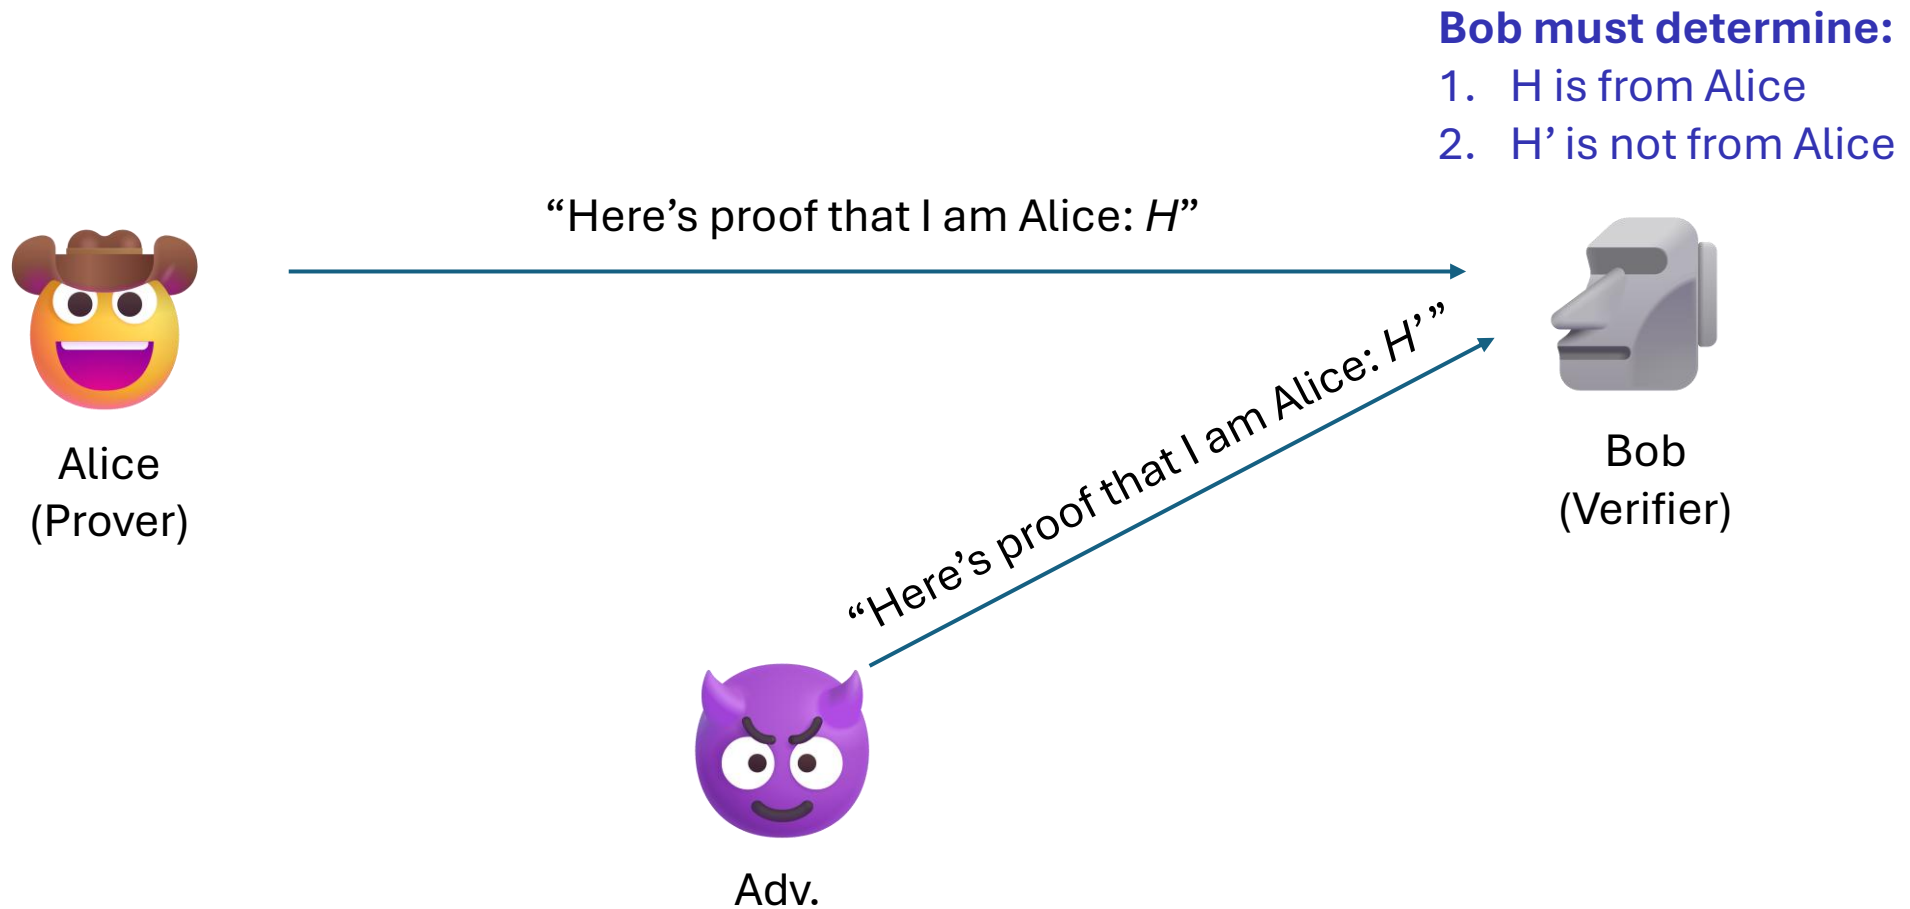 Bob must determine:
1. H is from Alice
2. H’ is not from Alice
“Here’s proof that I am Alice: H”
“Here’s proof that I am Alice: H’ ”
Alice
(Prover)
Bob
(Verifier)
Adv.